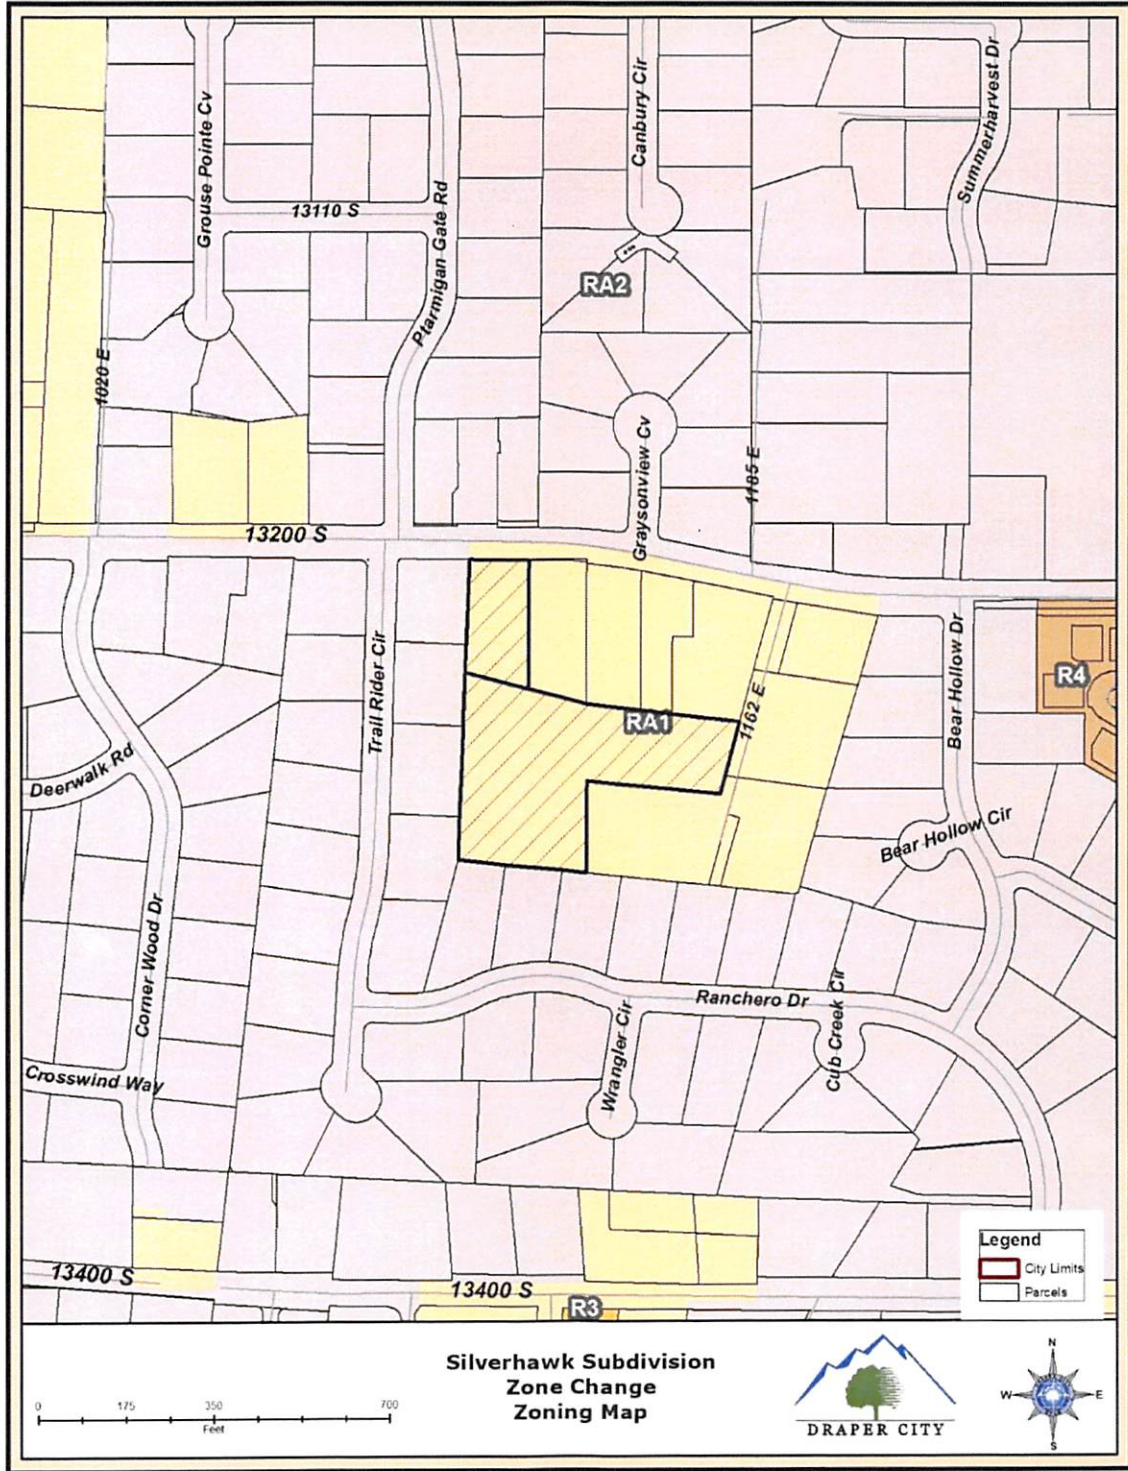 Grouse Pointe Cv
Canbury Cir
Summerharvest Dr
13110 S
Ptarmigan Gate Rd
RA2
1020 E
Graysonview Cv
1185 E
13200 S
Trail Rider Cir
Bear Hollow Dr
R4
RA1
1162 E
Deerwalk Rd
Bear Hollow Cir
Corner Wood Dr
Ranchero Dr
Cub Creek Cir
Wrangler Cir
Crosswind Way
Legend
City Limits
Parcels
13400 S
13400 S
R3
Silverhawk Subdivision
Zone Change
Zoning Map
0 175 350 700
Feet
DRAPER CITY
N
W E
S